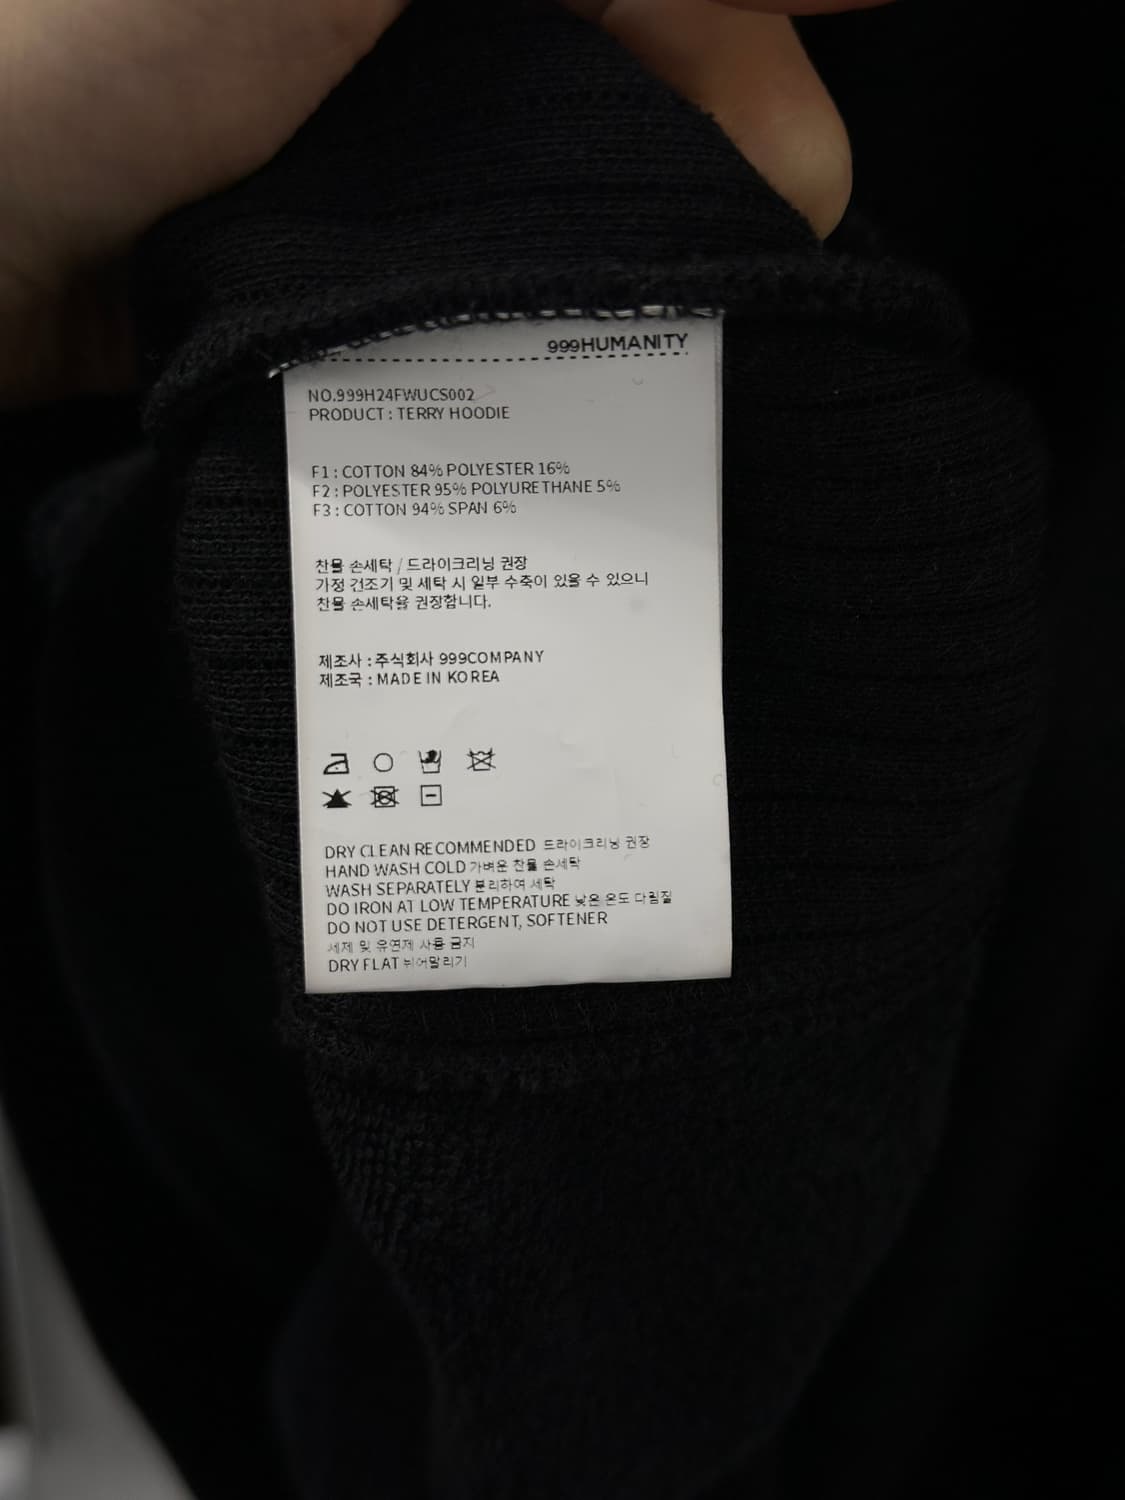 999HUMANITY
NO.999H24FWUCS002
PRODUCT : TERRY HOODIE
F1 : COTTON 84% POLYESTER 16%
F2 : POLYESTER 95% POLYURETHANE 5%
F3 : COTTON 94% SPAN 6%
찬물 손세탁 / 드라이크리닝 권장
가정 건조기 및 세탁 시 일부 수축이 있을 수 있으니
찬물 손세탁을 권장합니다.
제조사 : 주식회사 999COMPANY
제조국 : MADE IN KOREA
DRY CLEAN RECOMMENDED 드라이크리닝 권장
HAND WASH COLD 가벼운 찬물 손세탁
WASH SEPARATELY 분리하여 세탁
DO IRON AT LOW TEMPERATURE 낮은 온도 다림질
DO NOT USE DETERGENT, SOFTENER
세제 및 유연제 사용 금지
DRY FLAT 뉘어말리기